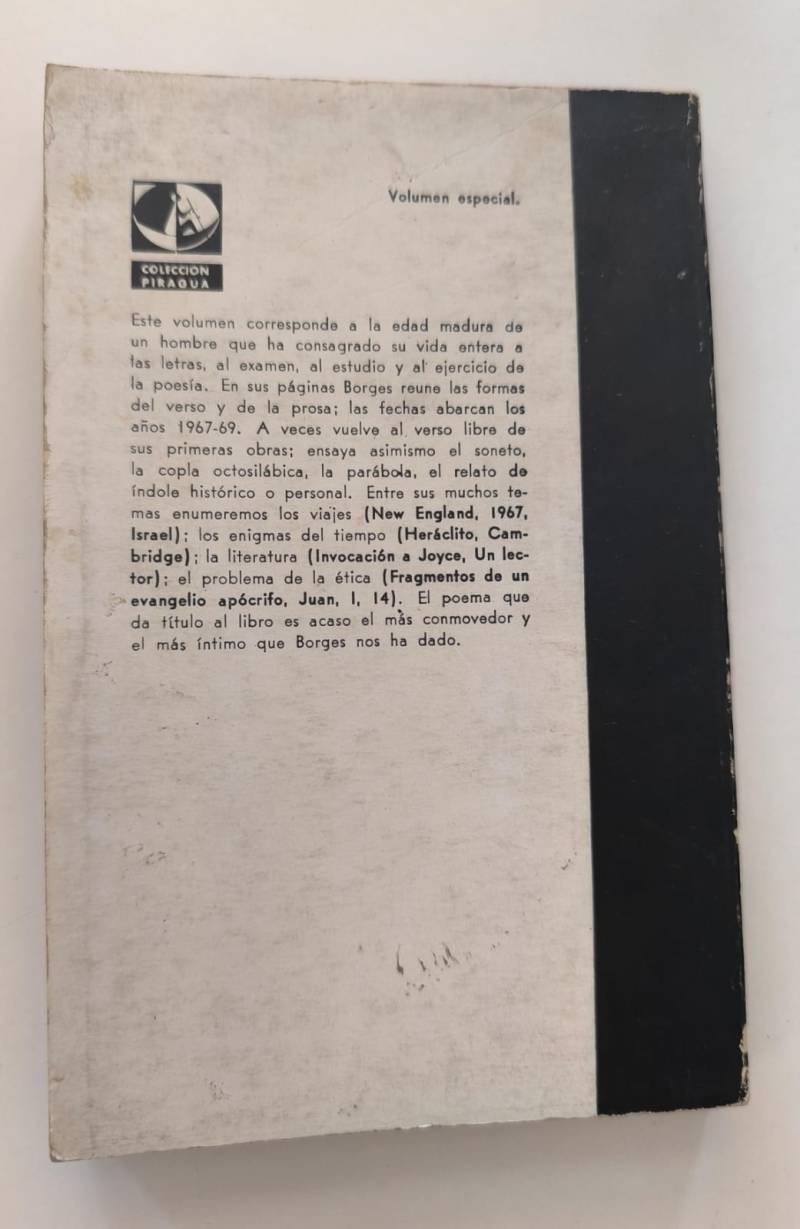 Volumen especial.
COLECCIÓN
PIRAGUA
Este volumen corresponde a la edad madura de
un hombre que ha consagrado su vida entera a
las letras, al examen, al estudio y al ejercicio de
la poesía. En sus páginas Borges reune las formas
del verso y de la prosa; las fechas abarcan los
años 1967-69. A veces vuelve al verso libre de
sus primeras obras; ensaya asimismo el soneto,
la copla octosilábica, la parábola, el relato de
índole histórico o personal. Entre sus muchos te-
mas enumeremos los viajes (New England, 1967,
Israel); los enigmas del tiempo (Heráclito, Cam-
bridge); la literatura (Invocación a Joyce, Un lec-
tor); el problema de la ética (Fragmentos de un
evangelio apócrifo, Juan, I, 14). El poema que
da título al libro es acaso el más conmovedor y
el más íntimo que Borges nos ha dado.